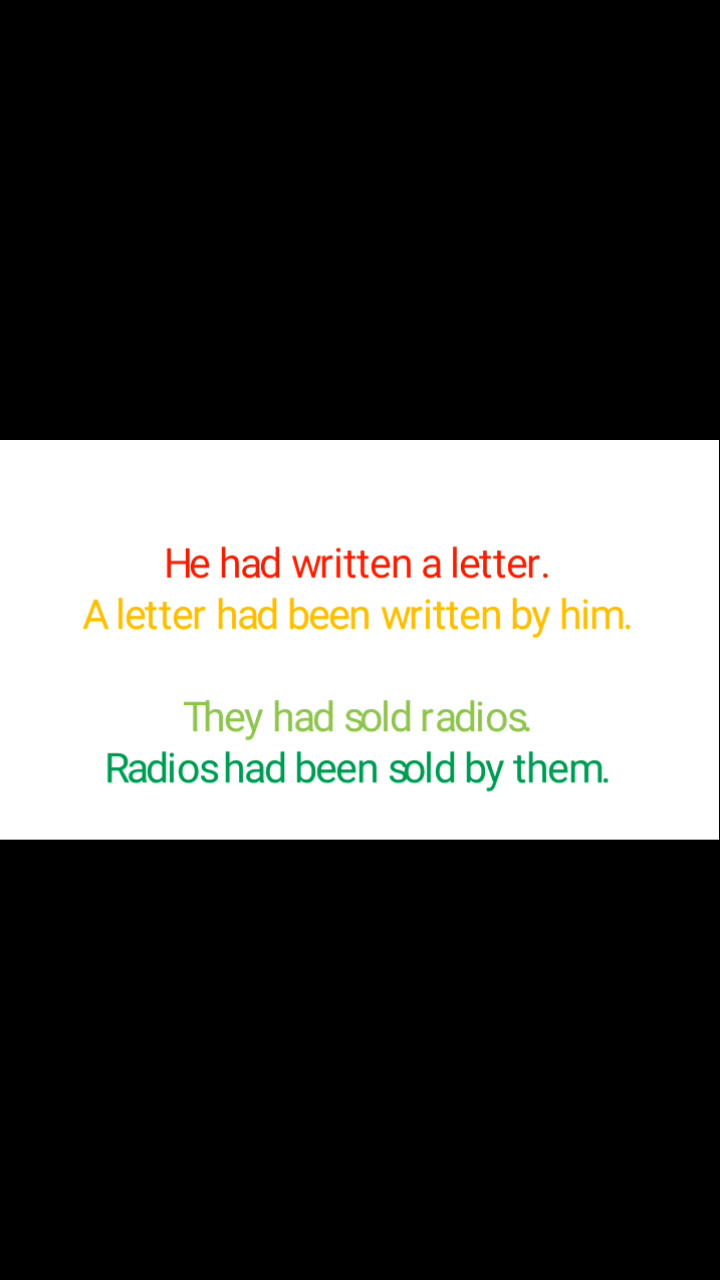 He had written a letter.
A letter had been written by him.
They had sold radios.
Radios had been sold by them.